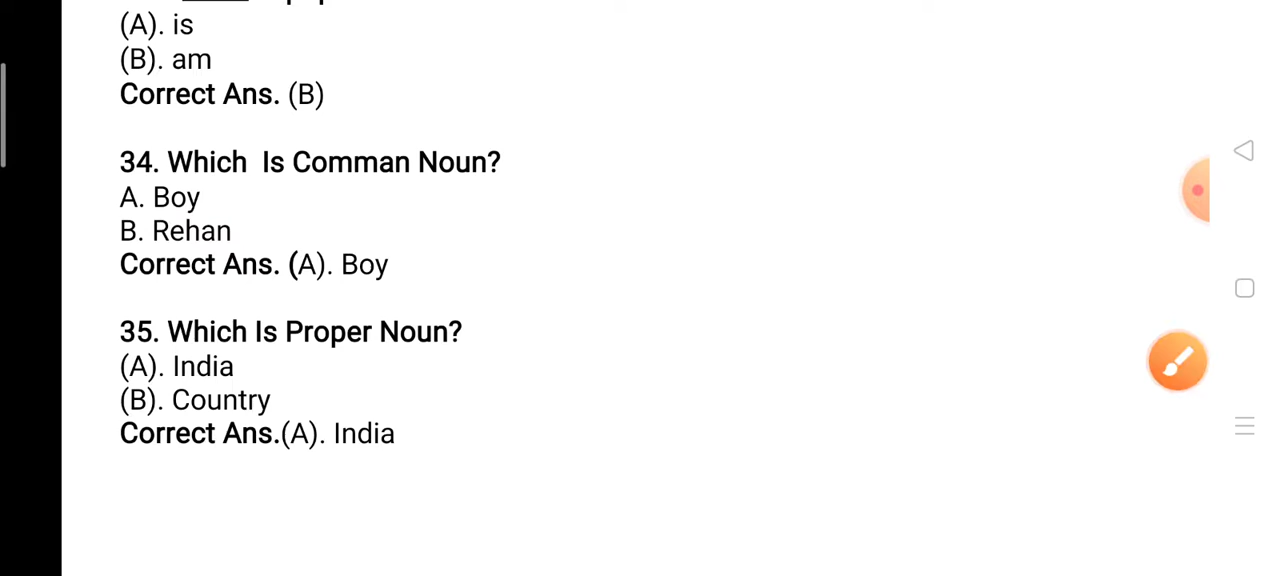 (A). is
(B). am
Correct Ans. (B)
34. Which  Is Comman Noun?
A. Boy
B. Rehan
Correct Ans. (A). Boy
35. Which Is Proper Noun?
(A). India
(B). Country
Correct Ans.(A). India